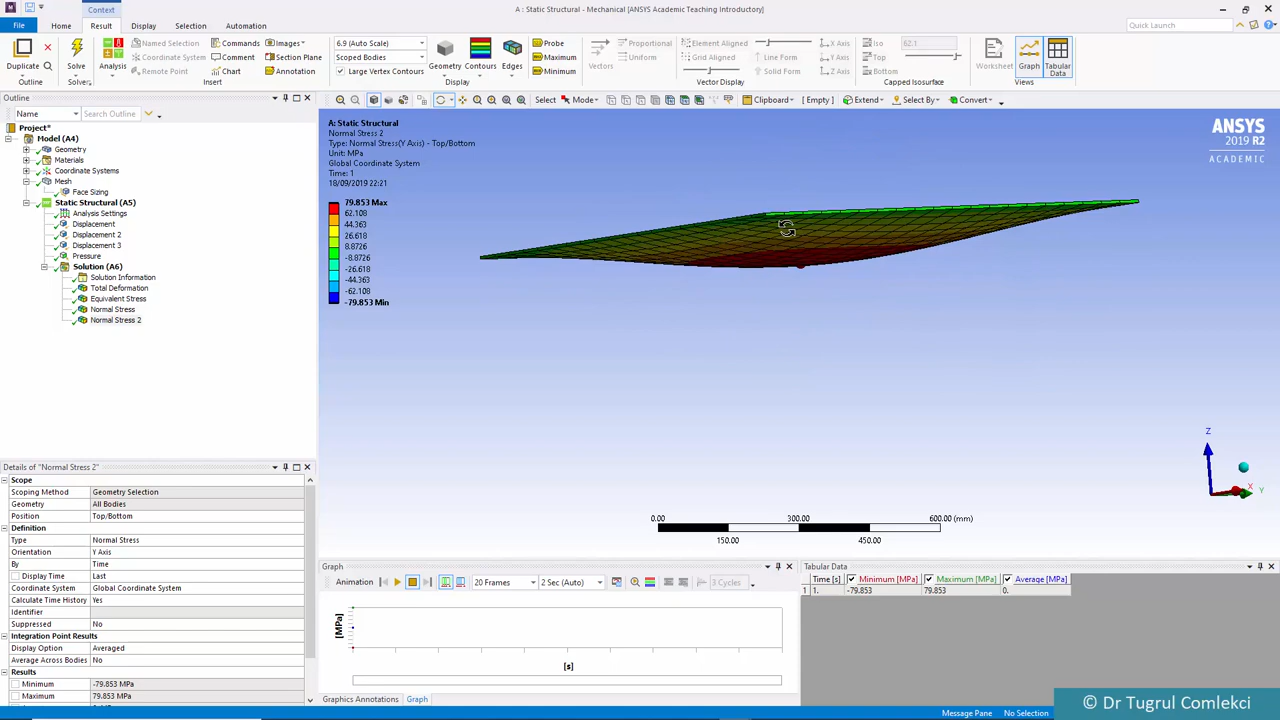 A : Static Structural - Mechanical [ANSYS Academic Teaching Introductory]
Context
File Home Result Display Selection Automation
Quick Launch
Duplicate
Outline
Solve
Solver
Analysis
Named Selection
Coordinate System
Remote Point
Commands
Comment
Chart
Insert
Images
Section Plane
Annotation
6.9 (Auto Scale)
Scoped Bodies
Large Vertex Contours
Geometry Contours Edges
Display
Probe
Maximum
Minimum
Vectors
Proportional
Uniform
Element Aligned
Grid Aligned
Line Form
Solid Form
X Axis
Y Axis
Z Axis
Vector Display
Iso 62.1
Top
Bottom
Capped Isosurface
Worksheet Graph Tabular Data
Views
Outline
Name Search Outline
Select Mode Clipboard [ Empty ] Extend Select By Convert
Project*
Model (A4)
Geometry
Materials
Coordinate Systems
Mesh
Face Sizing
Static Structural (A5)
Analysis Settings
Displacement
Displacement 2
Displacement 3
Pressure
Solution (A6)
Solution Information
Total Deformation
Equivalent Stress
Normal Stress
Normal Stress 2
A: Static Structural
Normal Stress 2
Type: Normal Stress(Y Axis) - Top/Bottom
Unit: MPa
Global Coordinate System
Time: 1
18/09/2019 22:21
79.853 Max
62.108
44.363
26.618
8.8726
-8.8726
-26.618
-44.363
-62.108
-79.853 Min
ANSYS
2019 R2
ACADEMIC
Z
X
Y
0.00 300.00 600.00 (mm)
150.00 450.00
Details of "Normal Stress 2"
Scope
Scoping Method Geometry Selection
Geometry All Bodies
Position Top/Bottom
Definition
Type Normal Stress
Orientation Y Axis
By Time
Display Time Last
Coordinate System Global Coordinate System
Calculate Time History Yes
Identifier
Suppressed No
Integration Point Results
Display Option Averaged
Average Across Bodies No
Results
Minimum -79.853 MPa
Maximum 79.853 MPa
Graph
Animation 20 Frames 2 Sec (Auto) 3 Cycles
[MPa]
[s]
Graphics Annotations Graph
Tabular Data
Time [s] Minimum [MPa] Maximum [MPa] Average [MPa]
1 1. -79.853 79.853 0.
Message Pane No Selection
© Dr Tugrul Comlekci